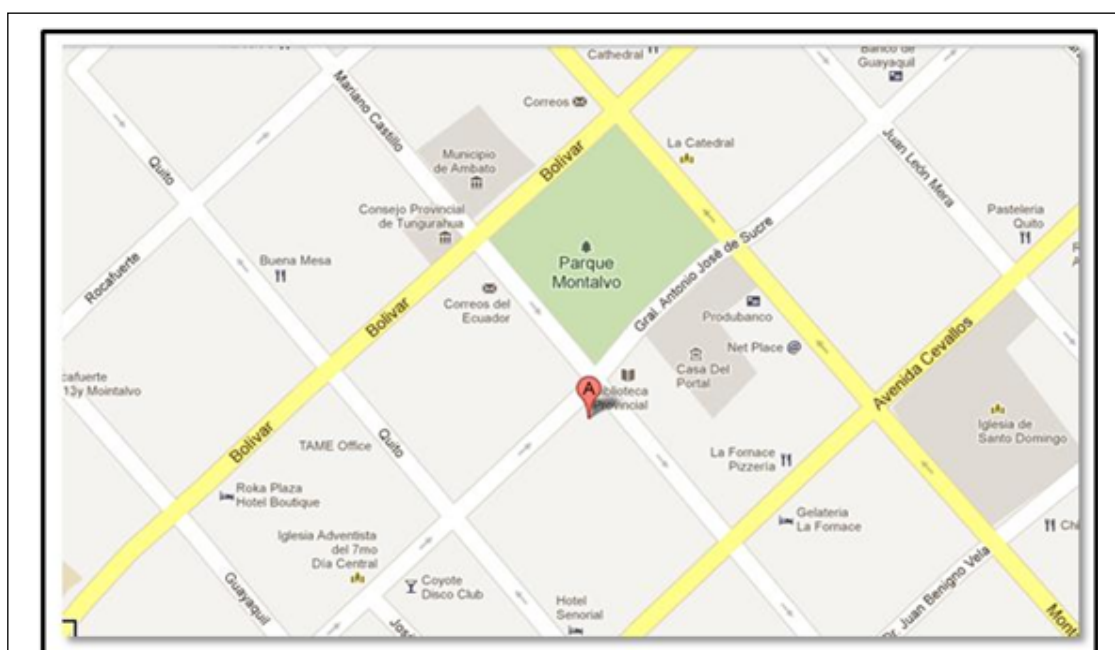 Cathedral
Banco de
Guayaquil
Correos
Mariano Castillo
Quito
Municipio
de Ambato
Bolivar
La Catedral
Juan León Mera
Consejo Provincial
de Tungurahua
Pasteleria
Quito
Rocafuerte
Buena Mesa
Parque
Montalvo
Gral. Antonio José de Sucre
Bolivar
Correos del
Ecuador
Produbanco
Net Place
Avenida Cevallos
Casa Del
Portal
y Mointalvo
A
Provincial
Iglesia de
Santo Domingo
Bolivar
TAME Office
Quito
La Fornace
Pizzería
Roka Plaza
Hotel Boutique
Gelateria
La Fornace
Iglesia Adventista
del 7mo
Día Central
Guayaquil
Coyote
Disco Club
Hotel
Senorial
Dr. Juan Benigno Vela